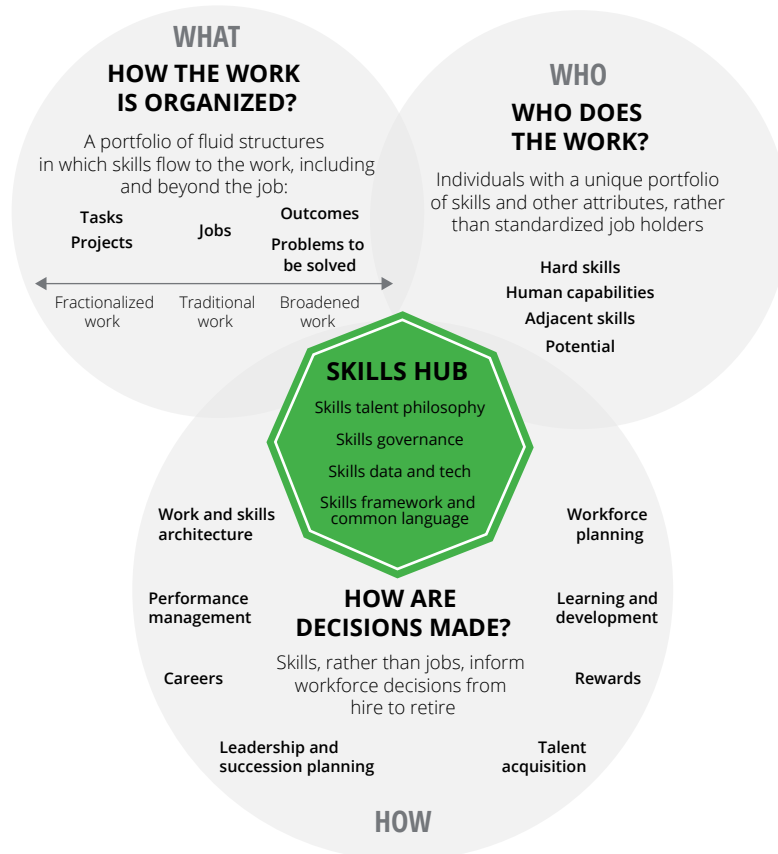 WHAT
HOW THE WORK
IS ORGANIZED?
A portfolio of fluid structures
in which skills flow to the work, including
and beyond the job:
Tasks
Projects
Jobs
Outcomes
Problems to
be solved
Fractionalized
work
Traditional
work
Broadened
work
WHO
WHO DOES
THE WORK?
Individuals with a unique portfolio
of skills and other attributes, rather
than standardized job holders
Hard skills
Human capabilities
Adjacent skills
Potential
SKILLS HUB
Skills talent philosophy
Skills governance
Skills data and tech
Skills framework and
common language
Work and skills
architecture
Performance
management
Careers
Leadership and
succession planning
HOW ARE
DECISIONS MADE?
Skills, rather than jobs, inform
workforce decisions from
hire to retire
Workforce
planning
Learning and
development
Rewards
Talent
acquisition
HOW